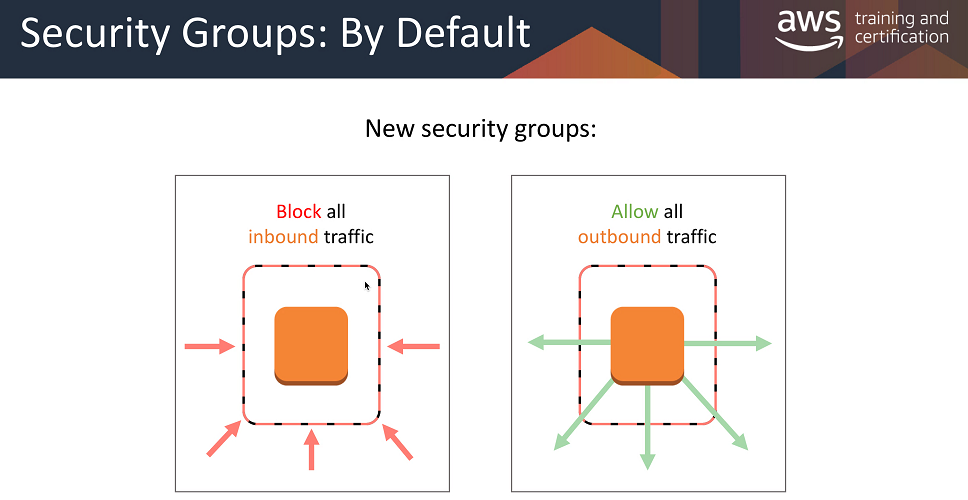 Security Groups: By Default
aws training and
certification
New security groups:
Block all
inbound traffic
Allow all
outbound traffic